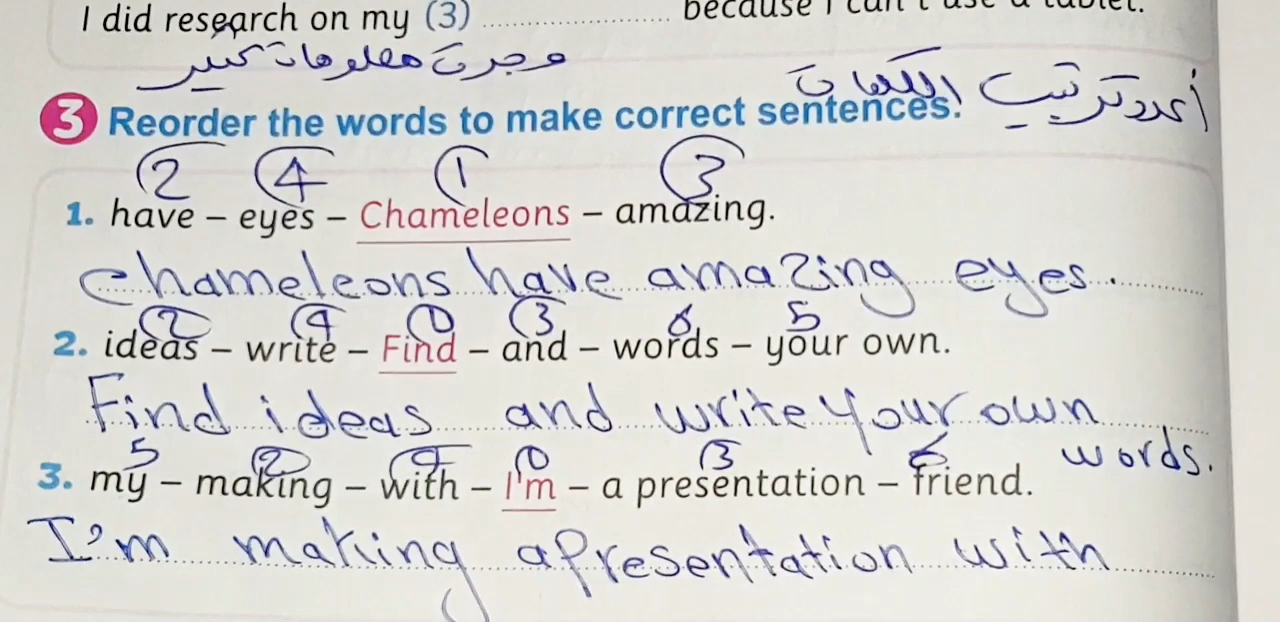 I did research on my (3) ............ because I can't use a tablet.
معلومات
3 Reorder the words to make correct sentences.
أعد ترتيب الكلمات
2 4 1 3
1. have – eyes – Chameleons – amazing.
Chameleons have amazing eyes.
2 4 1 3 6 5
2. ideas – write – Find – and – words – your own.
Find ideas and write your own
words.
5 2 4 1 3 6
3. my – making – with – I'm – a presentation – friend.
I'm making a presentation with